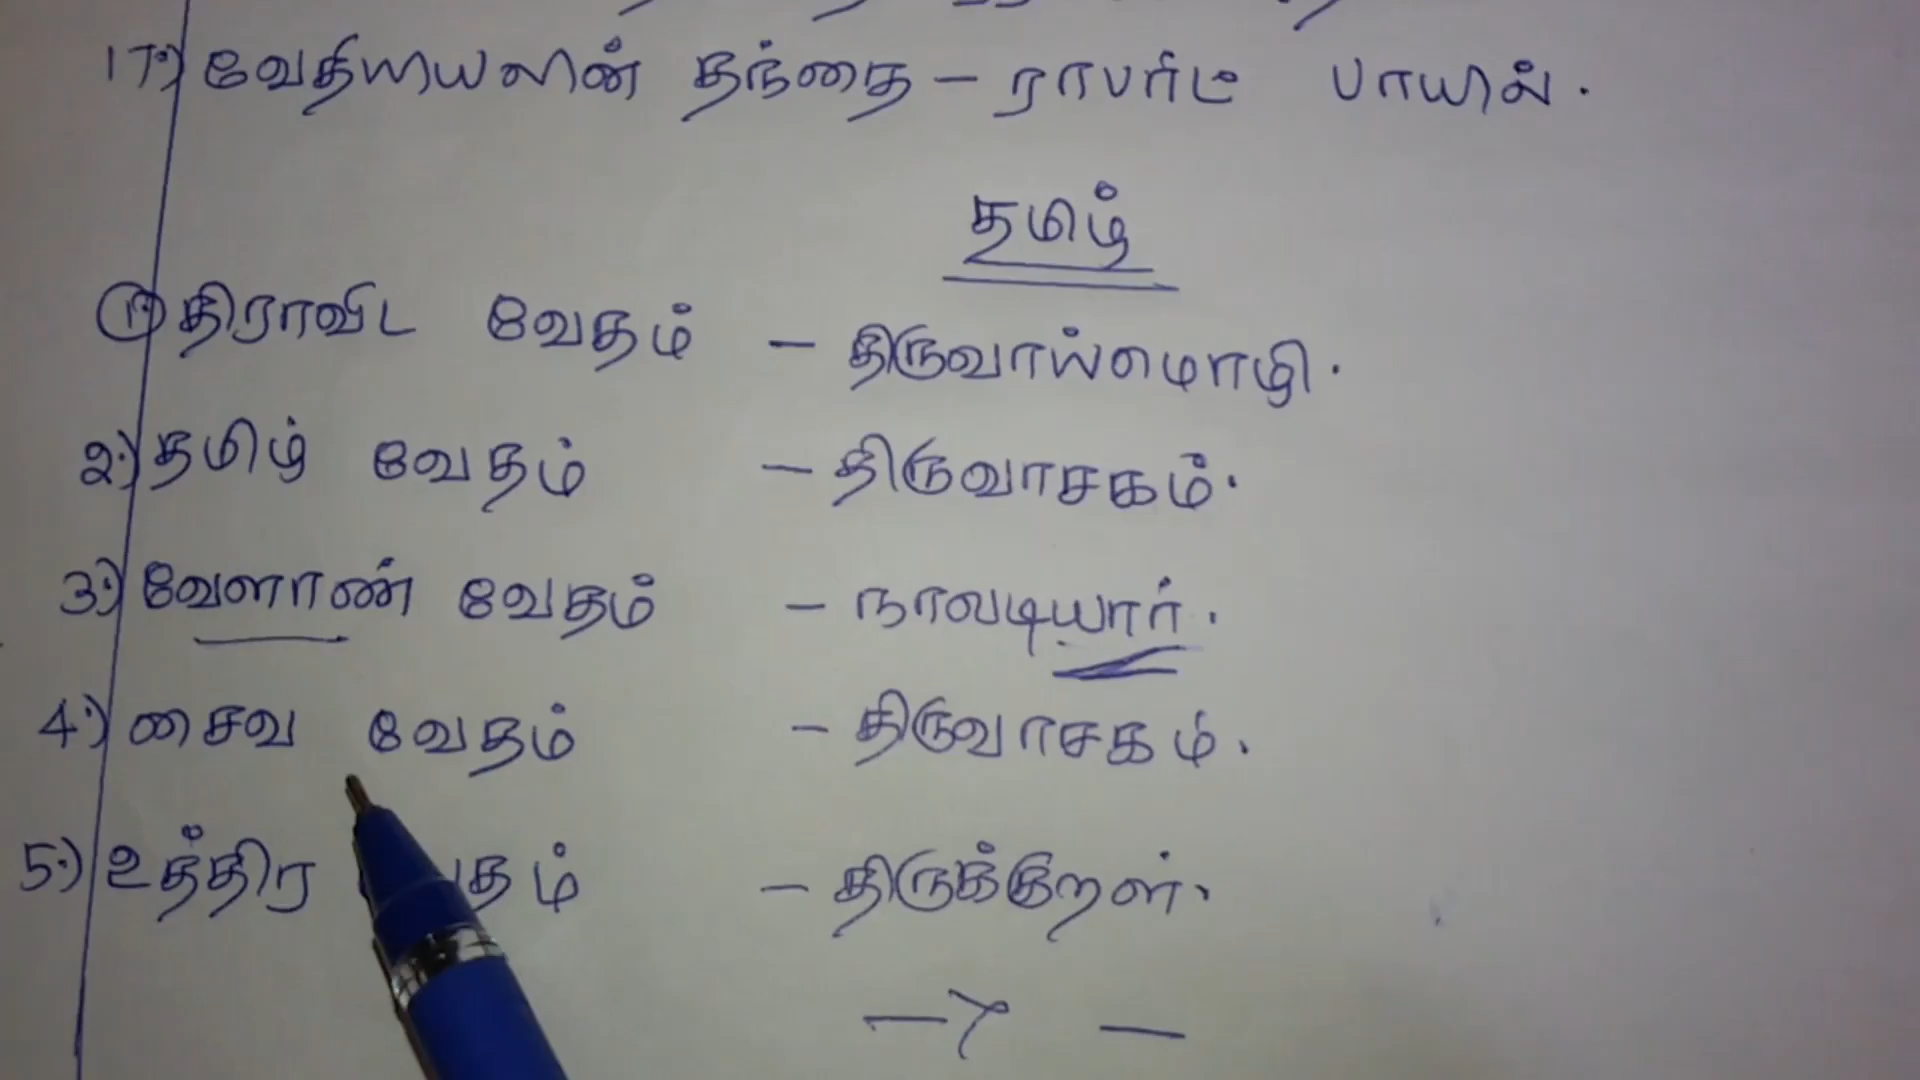 17.) வேதியியலின் தந்தை - ராபர்ட் பாயில்.
தமிழ்
1.) திராவிட வேதம் - திருவாய்மொழி.
2.) தமிழ் வேதம் - திருவாசகம்.
3.) வேளாண் வேதம் - நாலடியார்.
4.) சைவ வேதம் - திருவாசகம்.
5.) உத்திர - திருக்குறள்.